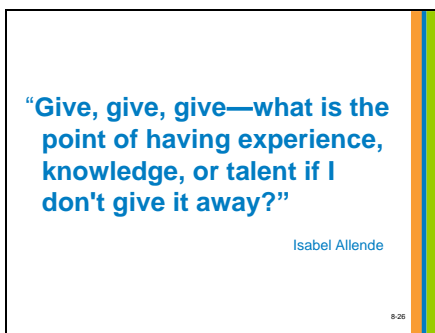 “Give, give, give—what is the
point of having experience,
knowledge, or talent if I
don't give it away?”
Isabel Allende
8-26